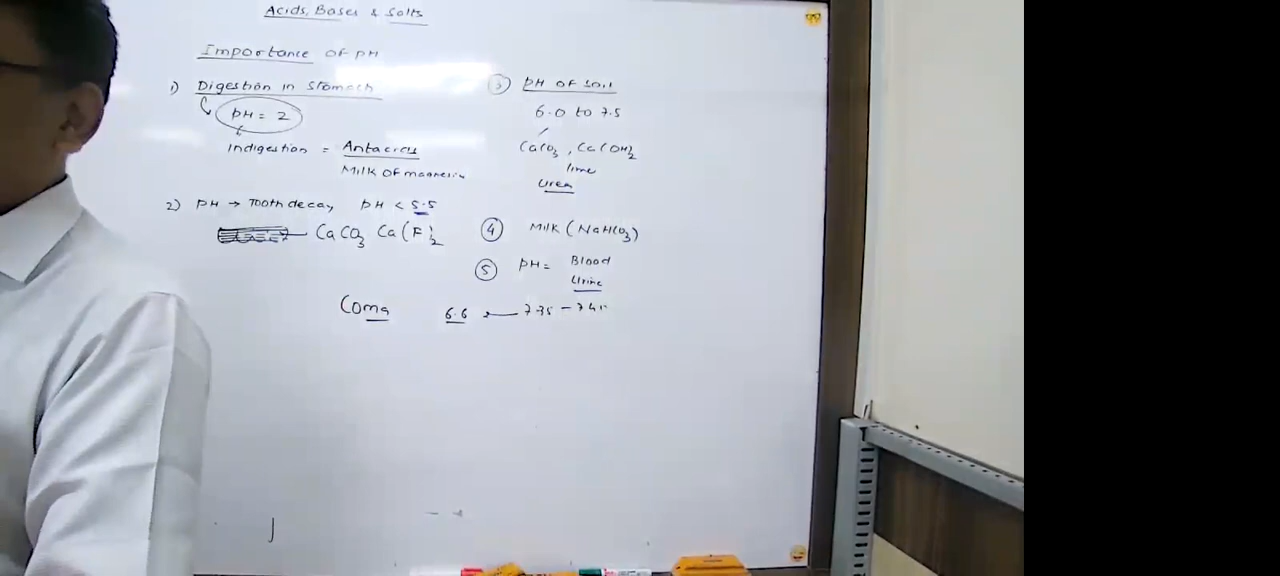 Acids, Bases & Salts
Importance of pH
1) Digestion in Stomach
pH = 2
Indigestion = Antacids
Milk of magnesia
2) pH → Tooth decay pH < 5.5
CaCO3 Ca(F)2
3) pH of soil
6.0 to 7.5
CaCO3, Ca(OH)2
lime
Urea
4 Milk (NaHCO3)
5 pH = Blood
Urine
Coma 6.6 7.35 - 7.45